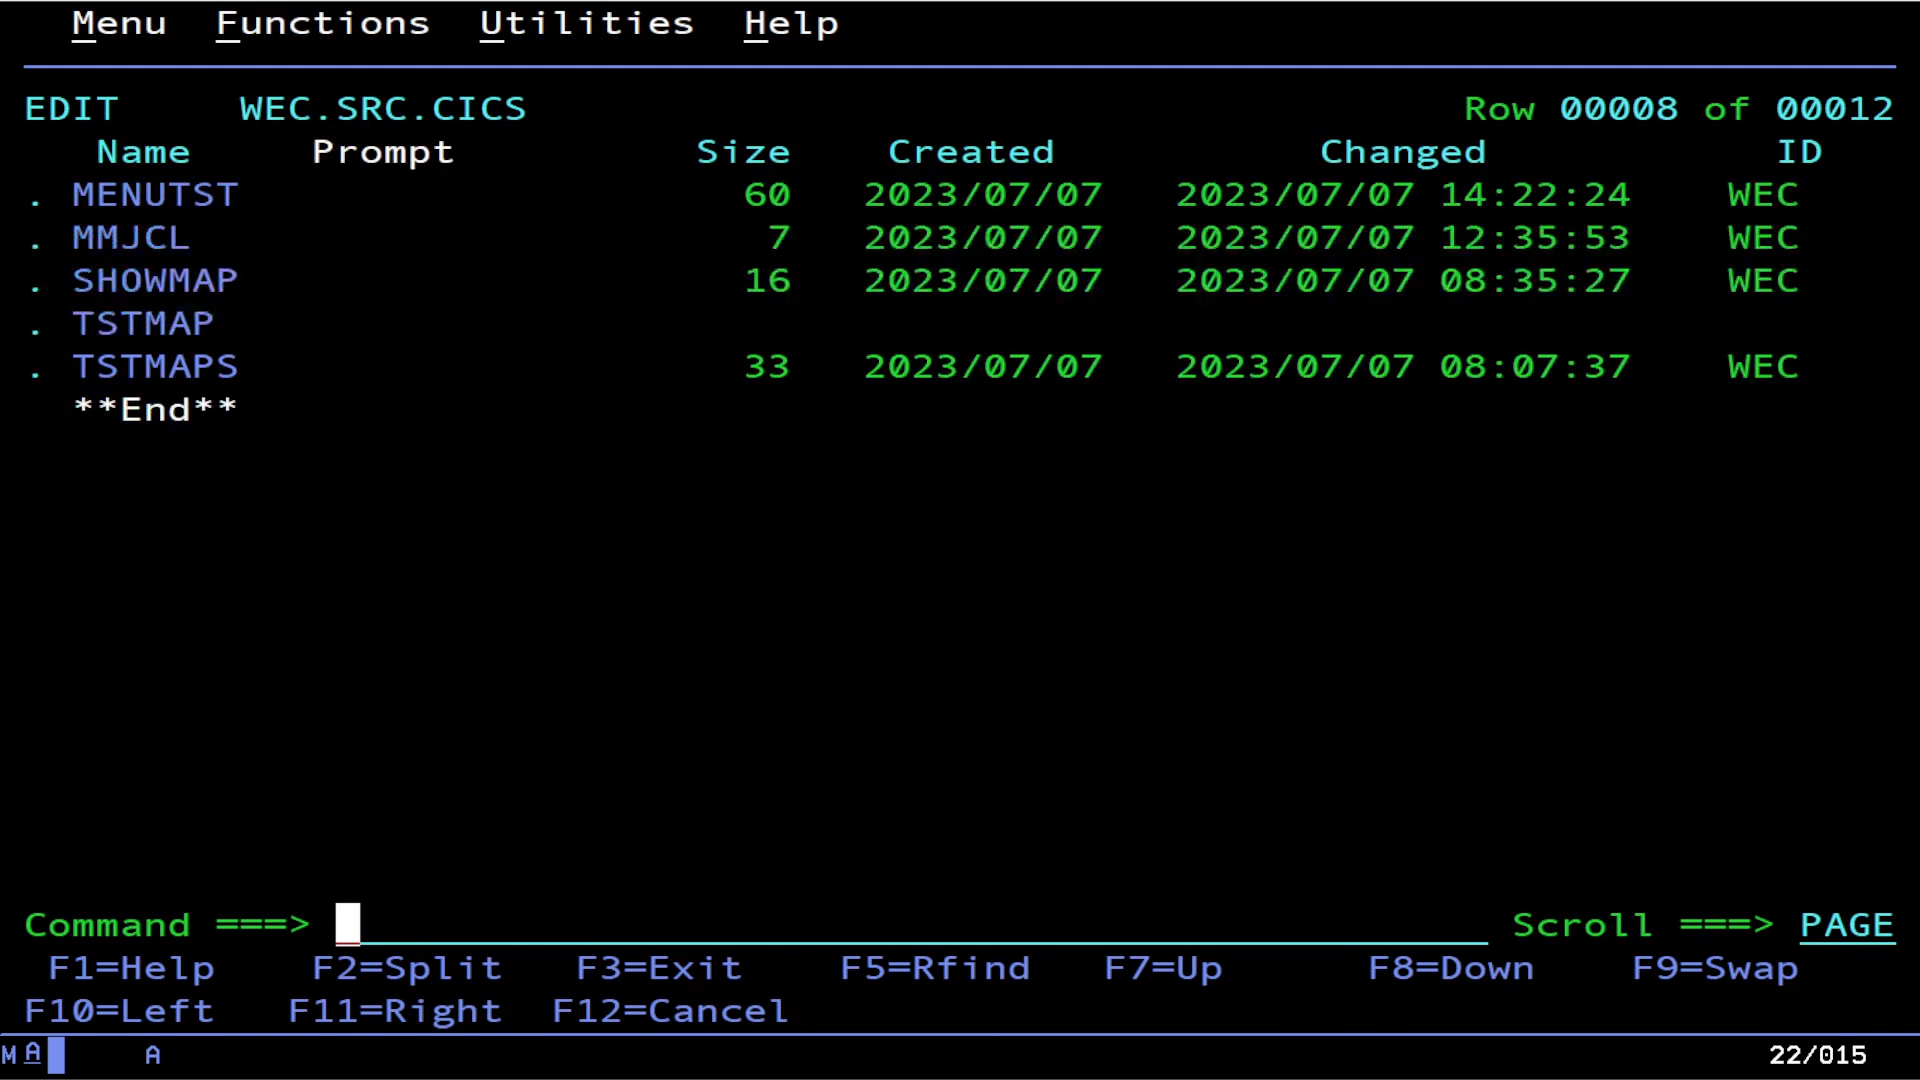 Menu  Functions  Utilities  Help
EDIT     WEC.SRC.CICS     Row 00008 of 00012
Name     Prompt     Size     Created     Changed     ID
. MENUTST     60   2023/07/07   2023/07/07 14:22:24    WEC
. MMJCL     7   2023/07/07   2023/07/07 12:35:53    WEC
. SHOWMAP     16   2023/07/07   2023/07/07 08:35:27    WEC
. TSTMAP
. TSTMAPS     33   2023/07/07   2023/07/07 08:07:37    WEC
**End**
Command ===>     Scroll ===> PAGE
F1=Help    F2=Split   F3=Exit    F5=Rfind   F7=Up      F8=Down    F9=Swap
F10=Left   F11=Right  F12=Cancel
MA     A     22/015